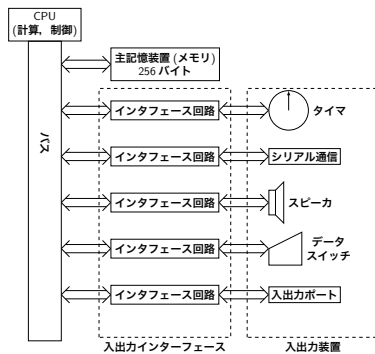 CPU
(計算，制御)
主記憶装置 (メモリ)
256 バイト
バス
インタフェース回路
タイマ
インタフェース回路
シリアル通信
インタフェース回路
スピーカ
インタフェース回路
データ
スイッチ
インタフェース回路
入出力ポート
入出力インターフェース
入出力装置